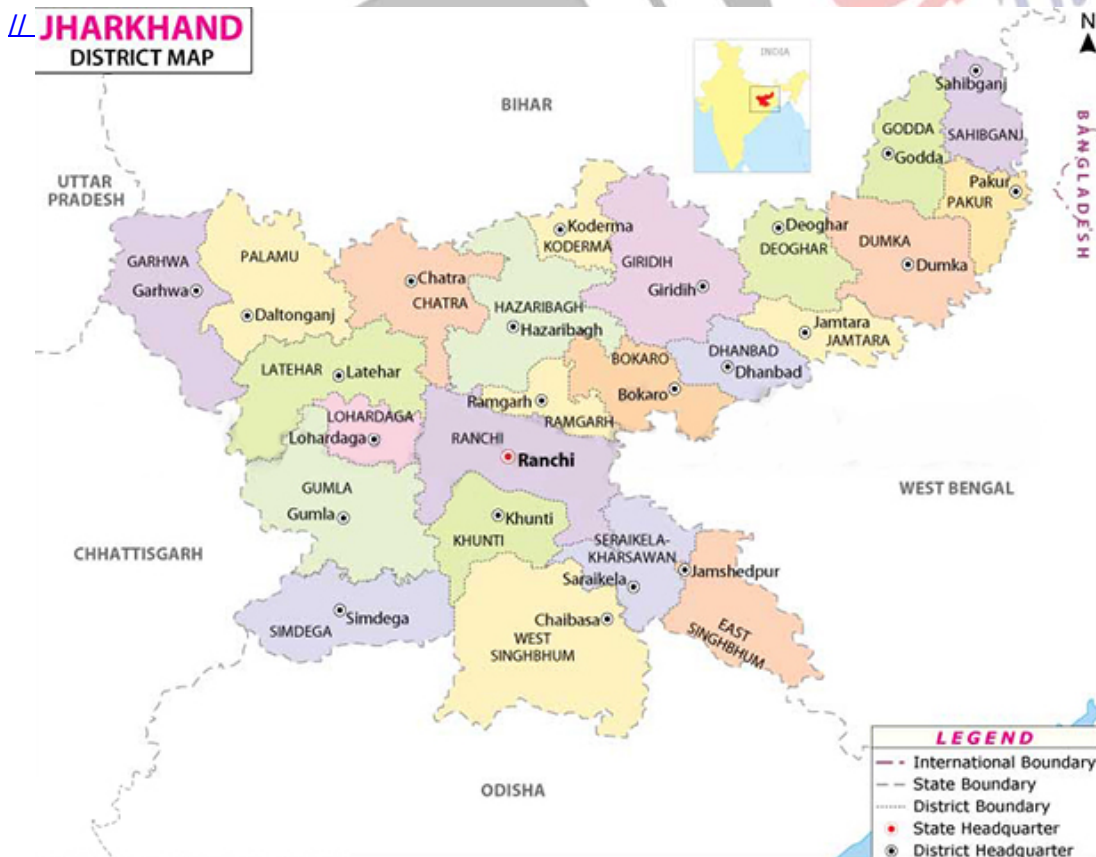 //
JHARKHAND
DISTRICT MAP
N
INDIA
BIHAR
Sahibganj
SAHIBGANJ
GODDA
Godda
BANGLADESH
UTTAR
PRADESH
Pakur
PAKUR
Koderma
KODERMA
Deoghar
DEOGHAR
DUMKA
Dumka
GARHWA
Garhwa
PALAMU
Daltonganj
Chatra
CHATRA
GIRIDIH
Giridih
HAZARIBAGH
Hazaribagh
Jamtara
JAMTARA
LATEHAR
Latehar
BOKARO
Bokaro
DHANBAD
Dhanbad
Ramgarh
RAMGARH
LOHARDAGA
Lohardaga
RANCHI
Ranchi
WEST BENGAL
GUMLA
Gumla
Khunti
KHUNTI
CHHATTISGARH
SERAIKELA-
KHARSAWAN
Saraikela
Jamshedpur
Simdega
SIMDEGA
Chaibasa
WEST
SINGHBHUM
EAST
SINGHBHUM
ODISHA
LEGEND
International Boundary
State Boundary
District Boundary
State Headquarter
District Headquarter